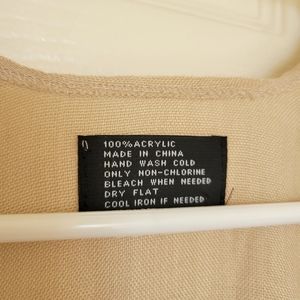 100% ACRYLIC
MADE IN CHINA
HAND WASH COLD
ONLY NON-CHLORINE
BLEACH WHEN NEEDED
DRY FLAT
COOL IRON IF NEEDED